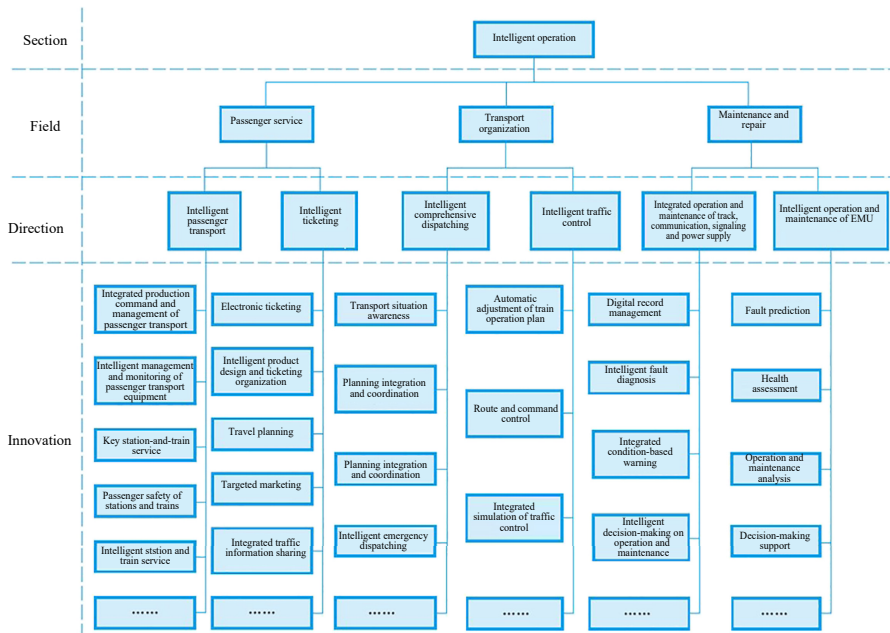 Section
Intelligent operation
Field
Passenger service
Transport
organization
Maintenance and
repair
Direction
Intelligent
passenger
transport
Intelligent
ticketing
Intelligent
comprehensive
dispatching
Intelligent traffic
control
Integrated operation and
maintenance of track,
communication, signaling
and power supply
Intelligent operation and
maintenance of EMU
Innovation
Integrated production
command and
management of
passenger transport
Intelligent management
and monitoring of
passenger transport
equipment
Key station-and-train
service
Passenger safety of
stations and trains
Intelligent ststion and
train service
……
Electronic ticketing
Intelligent product
design and ticketing
organization
Travel planning
Targeted marketing
Integrated traffic
information sharing
……
Transport situation
awareness
Planning integration
and coordination
Planning integration
and coordination
Intelligent emergency
dispatching
……
Automatic
adjustment of train
operation plan
Route and command
control
Integrated
simulation of traffic
control
……
Digital record
management
Intelligent fault
diagnosis
Integrated
condition-based
warning
Intelligent
decision-making on
operation and
maintenance
……
Fault prediction
Health
assessment
Operation and
maintenance
analysis
Decision-making
support
……